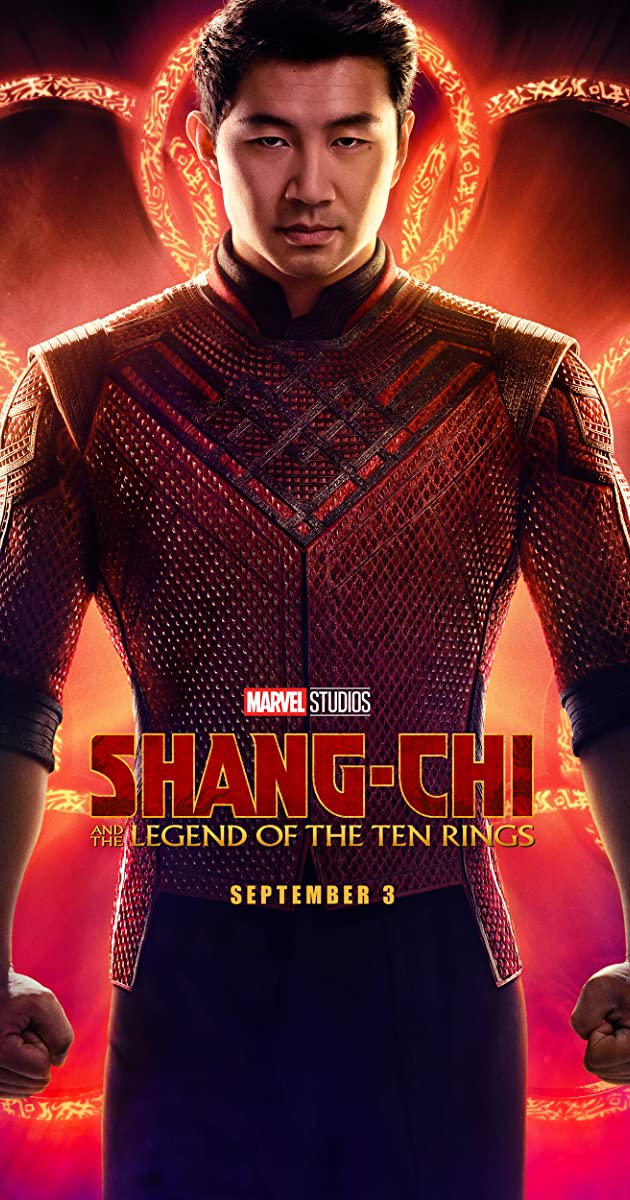 MARVEL STUDIOS
SHANG-CHI
AND THE LEGEND OF THE TEN RINGS
SEPTEMBER 3